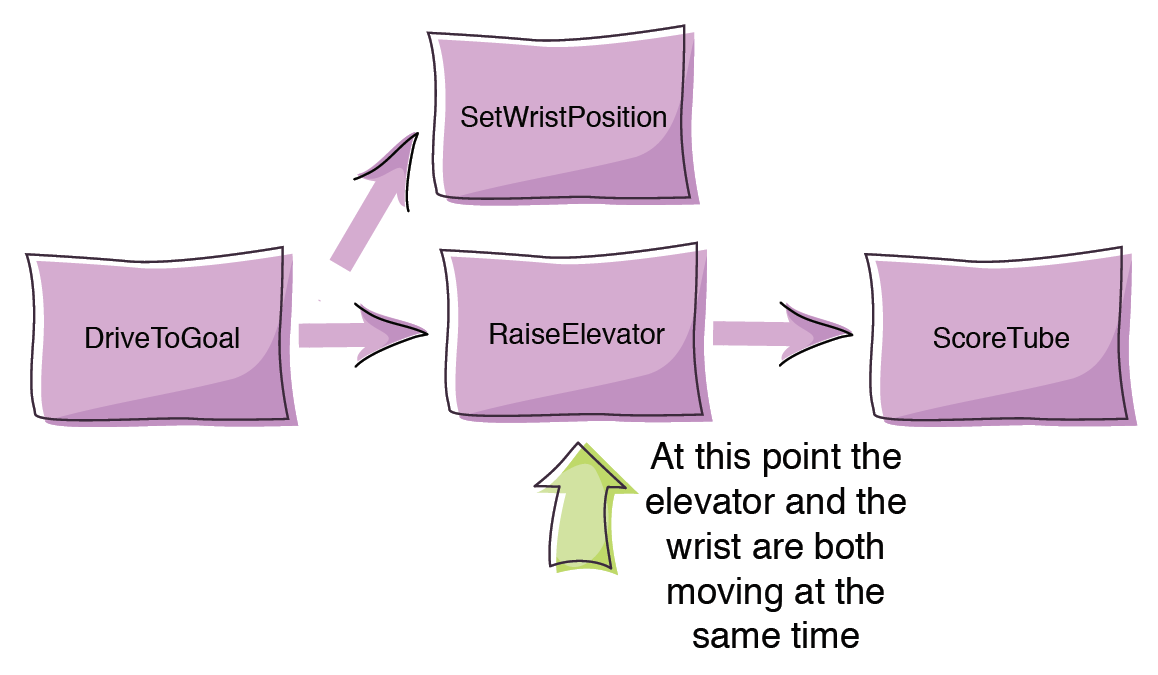 SetWristPosition
DriveToGoal
RaiseElevator
ScoreTube
At this point the
elevator and the
wrist are both
moving at the
same time